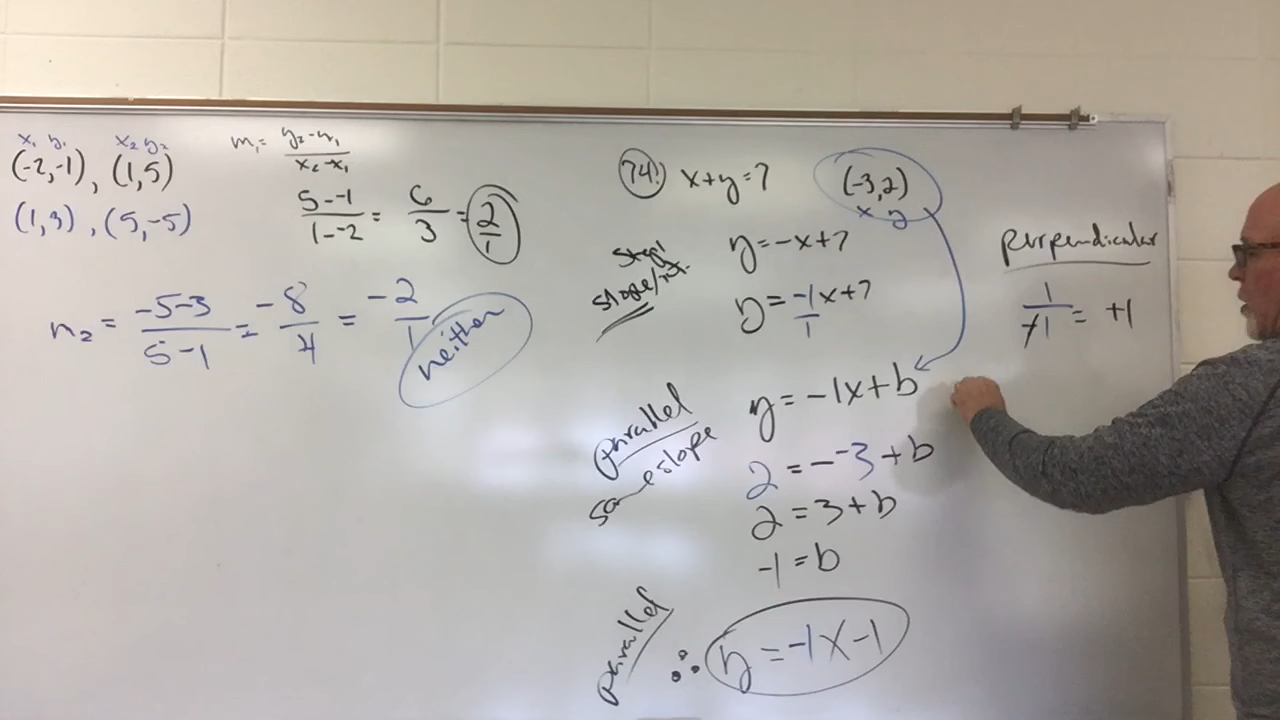 x₁ y₁ x₂ y₂
(-2,-1), (1,5)
(1,3), (5,-5)
m₁ = y₂-y₁ / x₂-x₁
5--1 / 1--2 = 6/3 = 2/1
m₂ = -5-3 / 5-1 = -8/4 = -2/1
neither
74! x+y=7 (-3,2)
x y
Step 1
slope/int.
y=-x+7
y=-1/1x+7
parallel
same slope
y=-1x+b
2=--3+b
2=3+b
-1=b
parallel
∴ y=-1x-1
perpendicular
1/-1 = +1